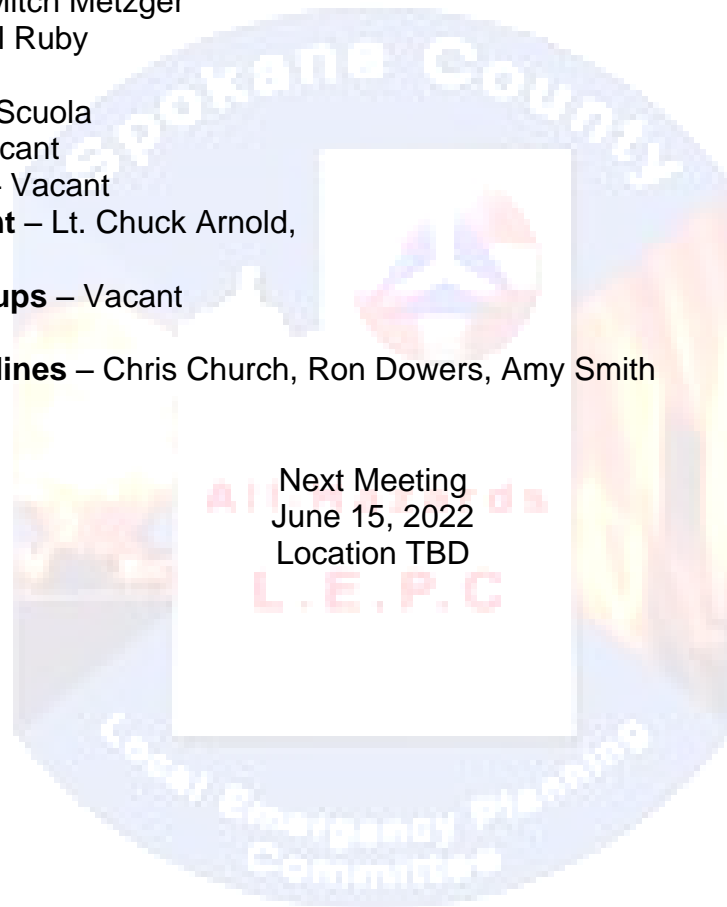 Mitch Metzger
l Ruby
Scuola
cant
– Vacant
nt – Lt. Chuck Arnold,
ups – Vacant
lines – Chris Church, Ron Dowers, Amy Smith
Next Meeting
June 15, 2022
Location TBD
Spokane County
All Hazards
L.E.P.C
Local Emergency Planning
Committee